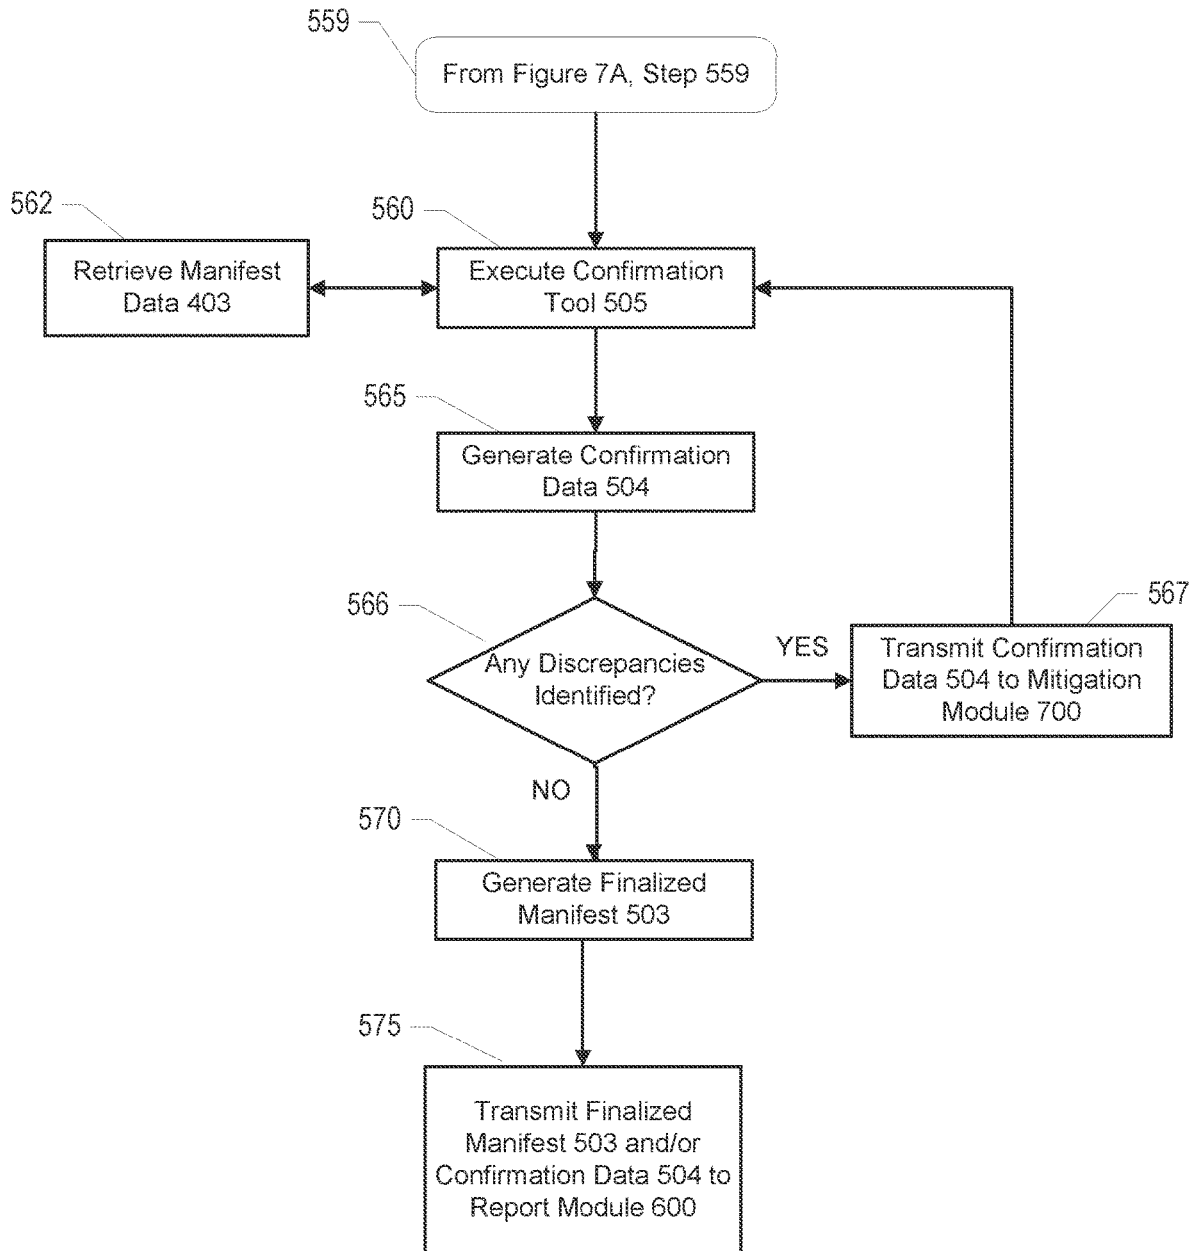 559
From Figure 7A, Step 559
562
560
Retrieve Manifest
Data 403
Execute Confirmation
Tool 505
565
Generate Confirmation
Data 504
566
567
Any Discrepancies
Identified?
YES
Transmit Confirmation
Data 504 to Mitigation
Module 700
NO
570
Generate Finalized
Manifest 503
575
Transmit Finalized
Manifest 503 and/or
Confirmation Data 504 to
Report Module 600